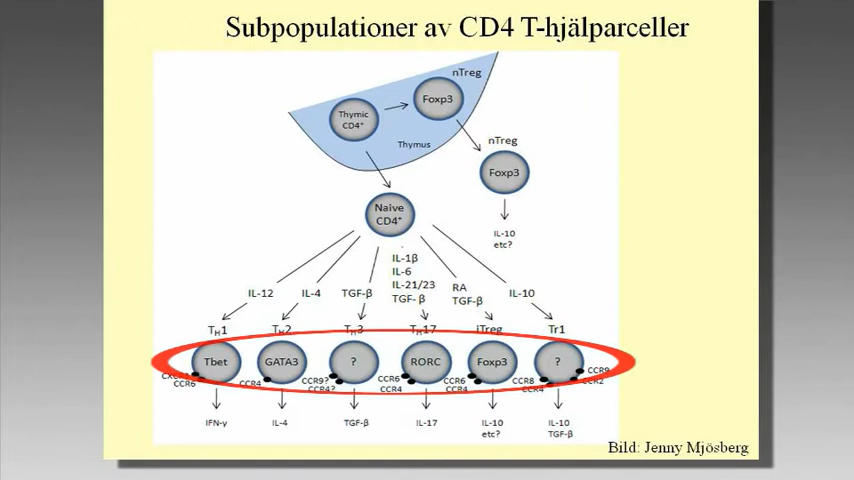 Subpopulationer av CD4 T-hjälparceller
nTreg
Foxp3
Thymic
CD4⁺
Thymus
nTreg
Foxp3
Naive
CD4⁺
IL-10
etc?
IL-12
IL-4
TGF-β
IL-1β
IL-6
IL-21/23
TGF-β
RA
TGF-β
IL-10
TH1
TH2
TH3
TH17
iTreg
Tr1
Tbet
GATA3
?
RORC
Foxp3
?
CCR6
CCR4
CCR9?
CCR4?
CCR6
CCR4
CCR6
CCR4
CCR8
CCR4
CCR9
CCR2
IFN-γ
IL-4
TGF-β
IL-17
IL-10
etc?
IL-10
TGF-β
Bild: Jenny Mjösberg